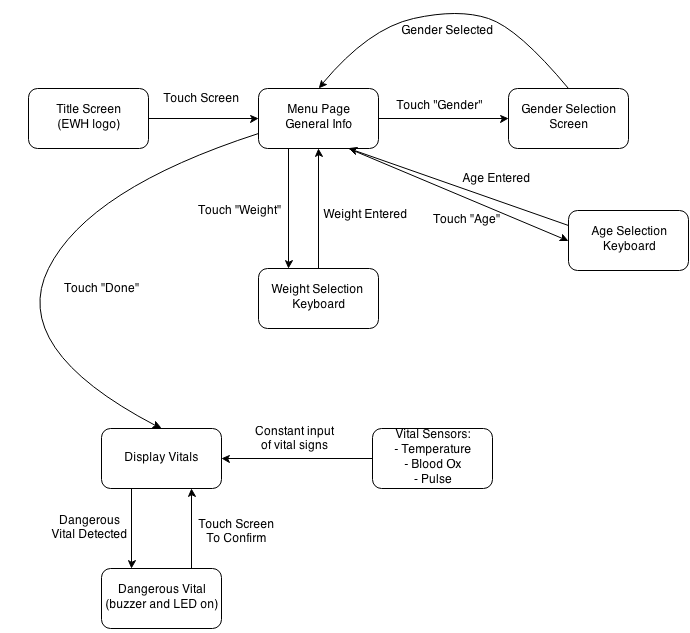 Gender Selected
Title Screen
(EWH logo)
Touch Screen
Menu Page
General Info
Touch "Gender"
Gender Selection
Screen
Age Entered
Touch "Weight"
Weight Entered
Touch "Age"
Age Selection
Keyboard
Weight Selection
Keyboard
Touch "Done"
Display Vitals
Constant input
of vital signs
Vital Sensors:
- Temperature
- Blood Ox
- Pulse
Dangerous
Vital Detected
Touch Screen
To Confirm
Dangerous Vital
(buzzer and LED on)